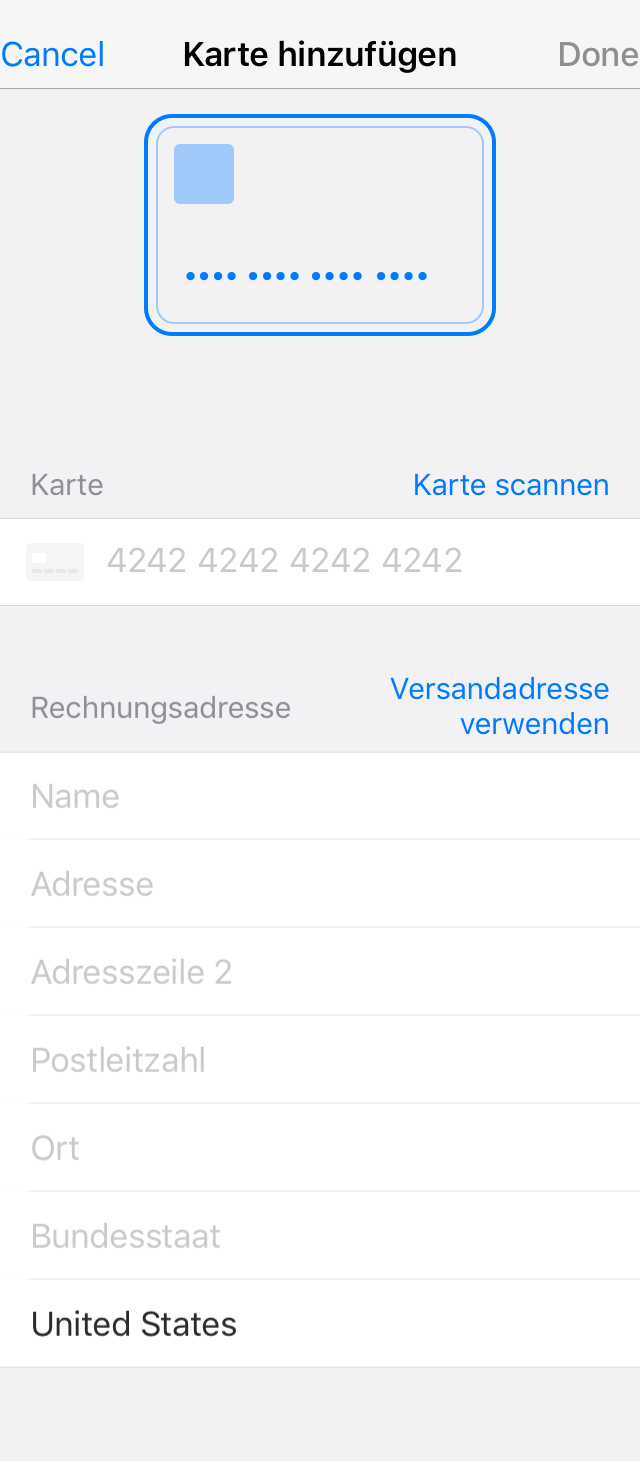 Cancel Karte hinzufügen Done
•••• •••• •••• ••••
Karte Karte scannen
4242 4242 4242 4242
Rechnungsadresse Versandadresse
verwenden
Name
Adresse
Adresszeile 2
Postleitzahl
Ort
Bundesstaat
United States